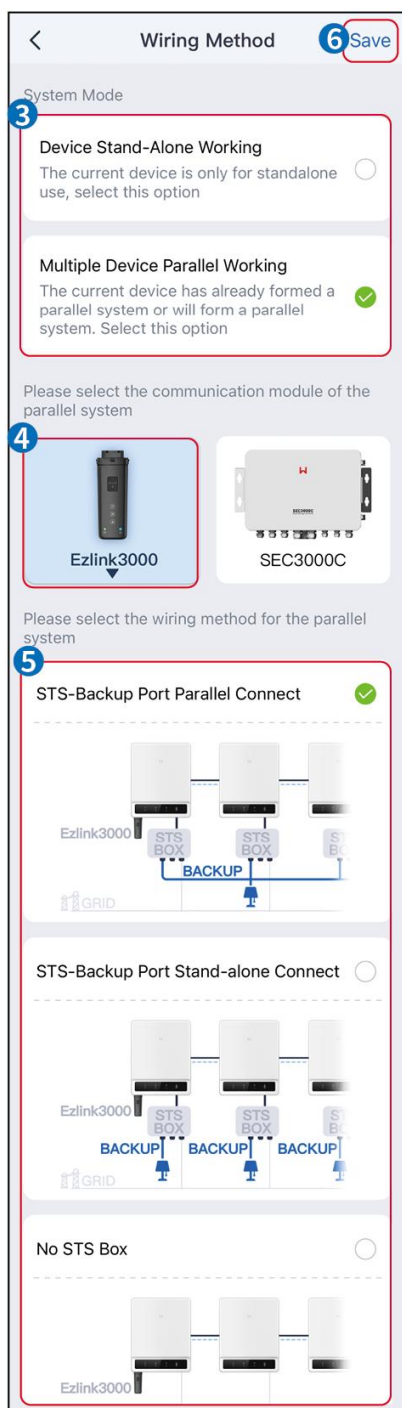 Wiring Method
6
Save
System Mode
3
Device Stand-Alone Working
The current device is only for standalone
use, select this option
Multiple Device Parallel Working
The current device has already formed a
parallel system or will form a parallel
system. Select this option
Please select the communication module of the
parallel system
4
Ezlink3000
SEC3000C
SEC3000C
Please select the wiring method for the parallel
system
5
STS-Backup Port Parallel Connect
Ezlink3000
STS
BOX
STS
BOX
ST
BO
BACKUP
GRID
STS-Backup Port Stand-alone Connect
Ezlink3000
STS
BOX
STS
BOX
ST
BO
BACKUP
BACKUP
BACKUP
GRID
No STS Box
Ezlink3000